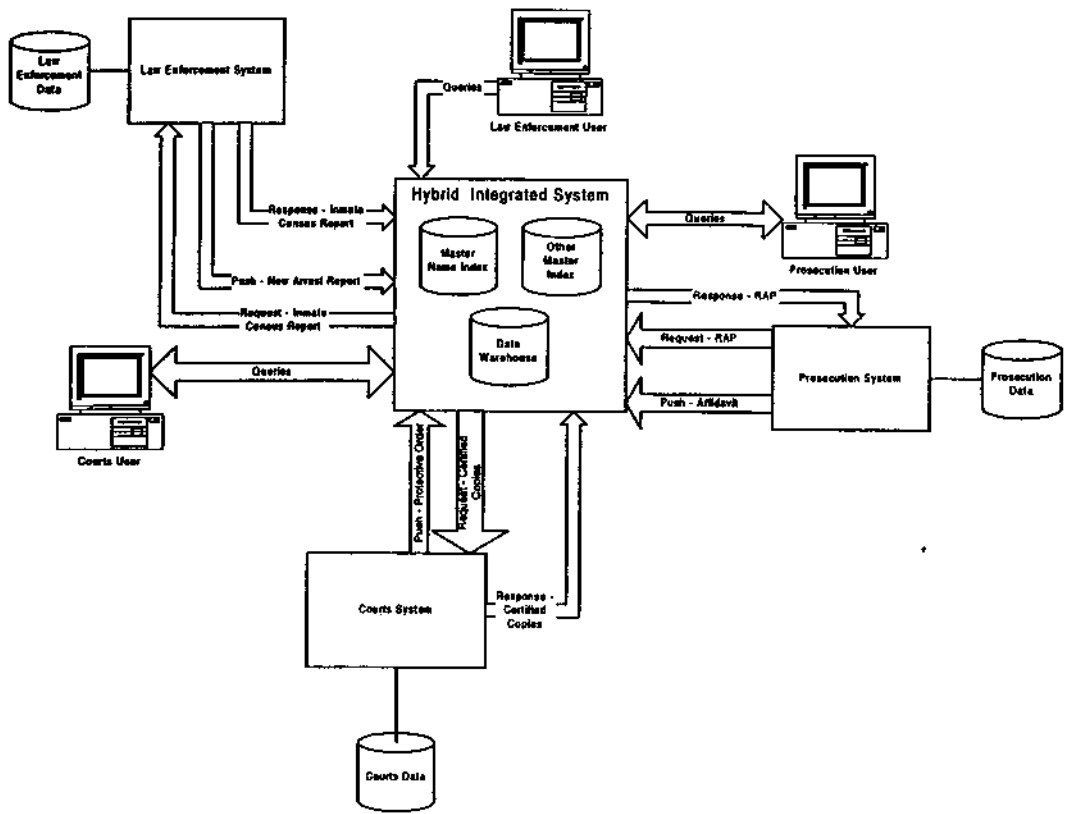 Law
Enforcement
Data
Law Enforcement System
Queries
Law Enforcement User
Hybrid Integrated System
Master
Name Index
Other
Master
Index
Data
Warehouse
Response - Inmate
Census Report
Push - New Arrest Report
Request - Inmate
Census Report
Queries
Prosecution User
Response - RAP
Request - RAP
Push - Affidavit
Prosecution System
Prosecution
Data
Queries
Courts User
Push - Protective Order
Request - Certified
Copies
Response -
Certified
Copies
Courts System
Courts Data